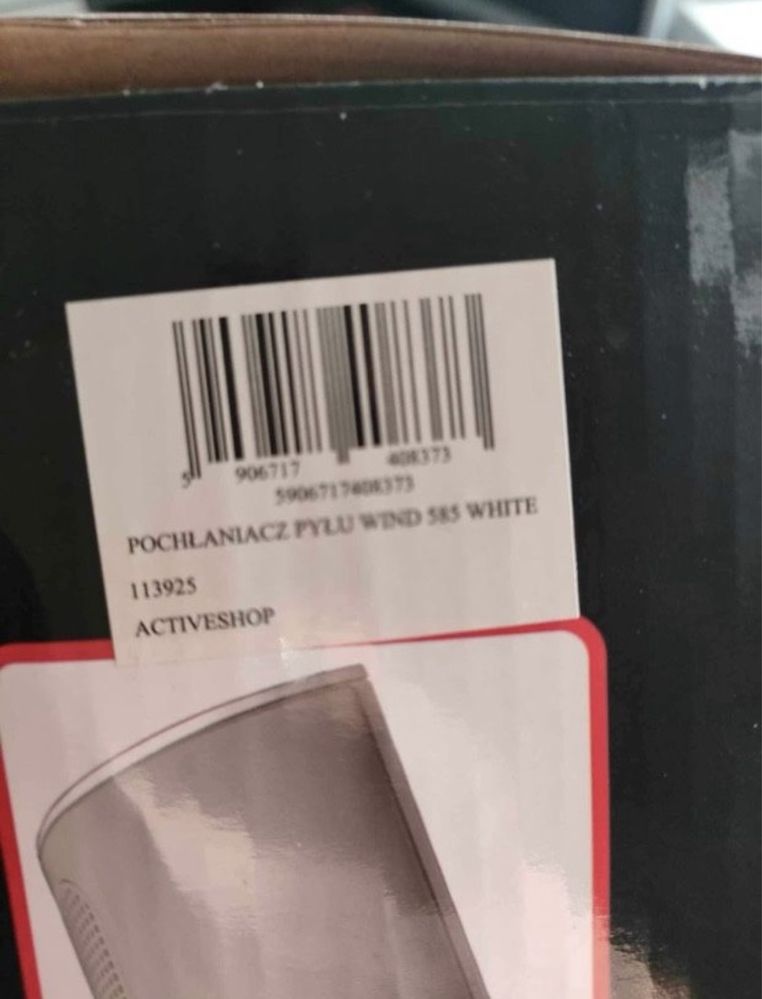 5 906717 408373
5906717408373
POCHŁANIACZ PYŁU WIND 585 WHITE
113925
ACTIVESHOP